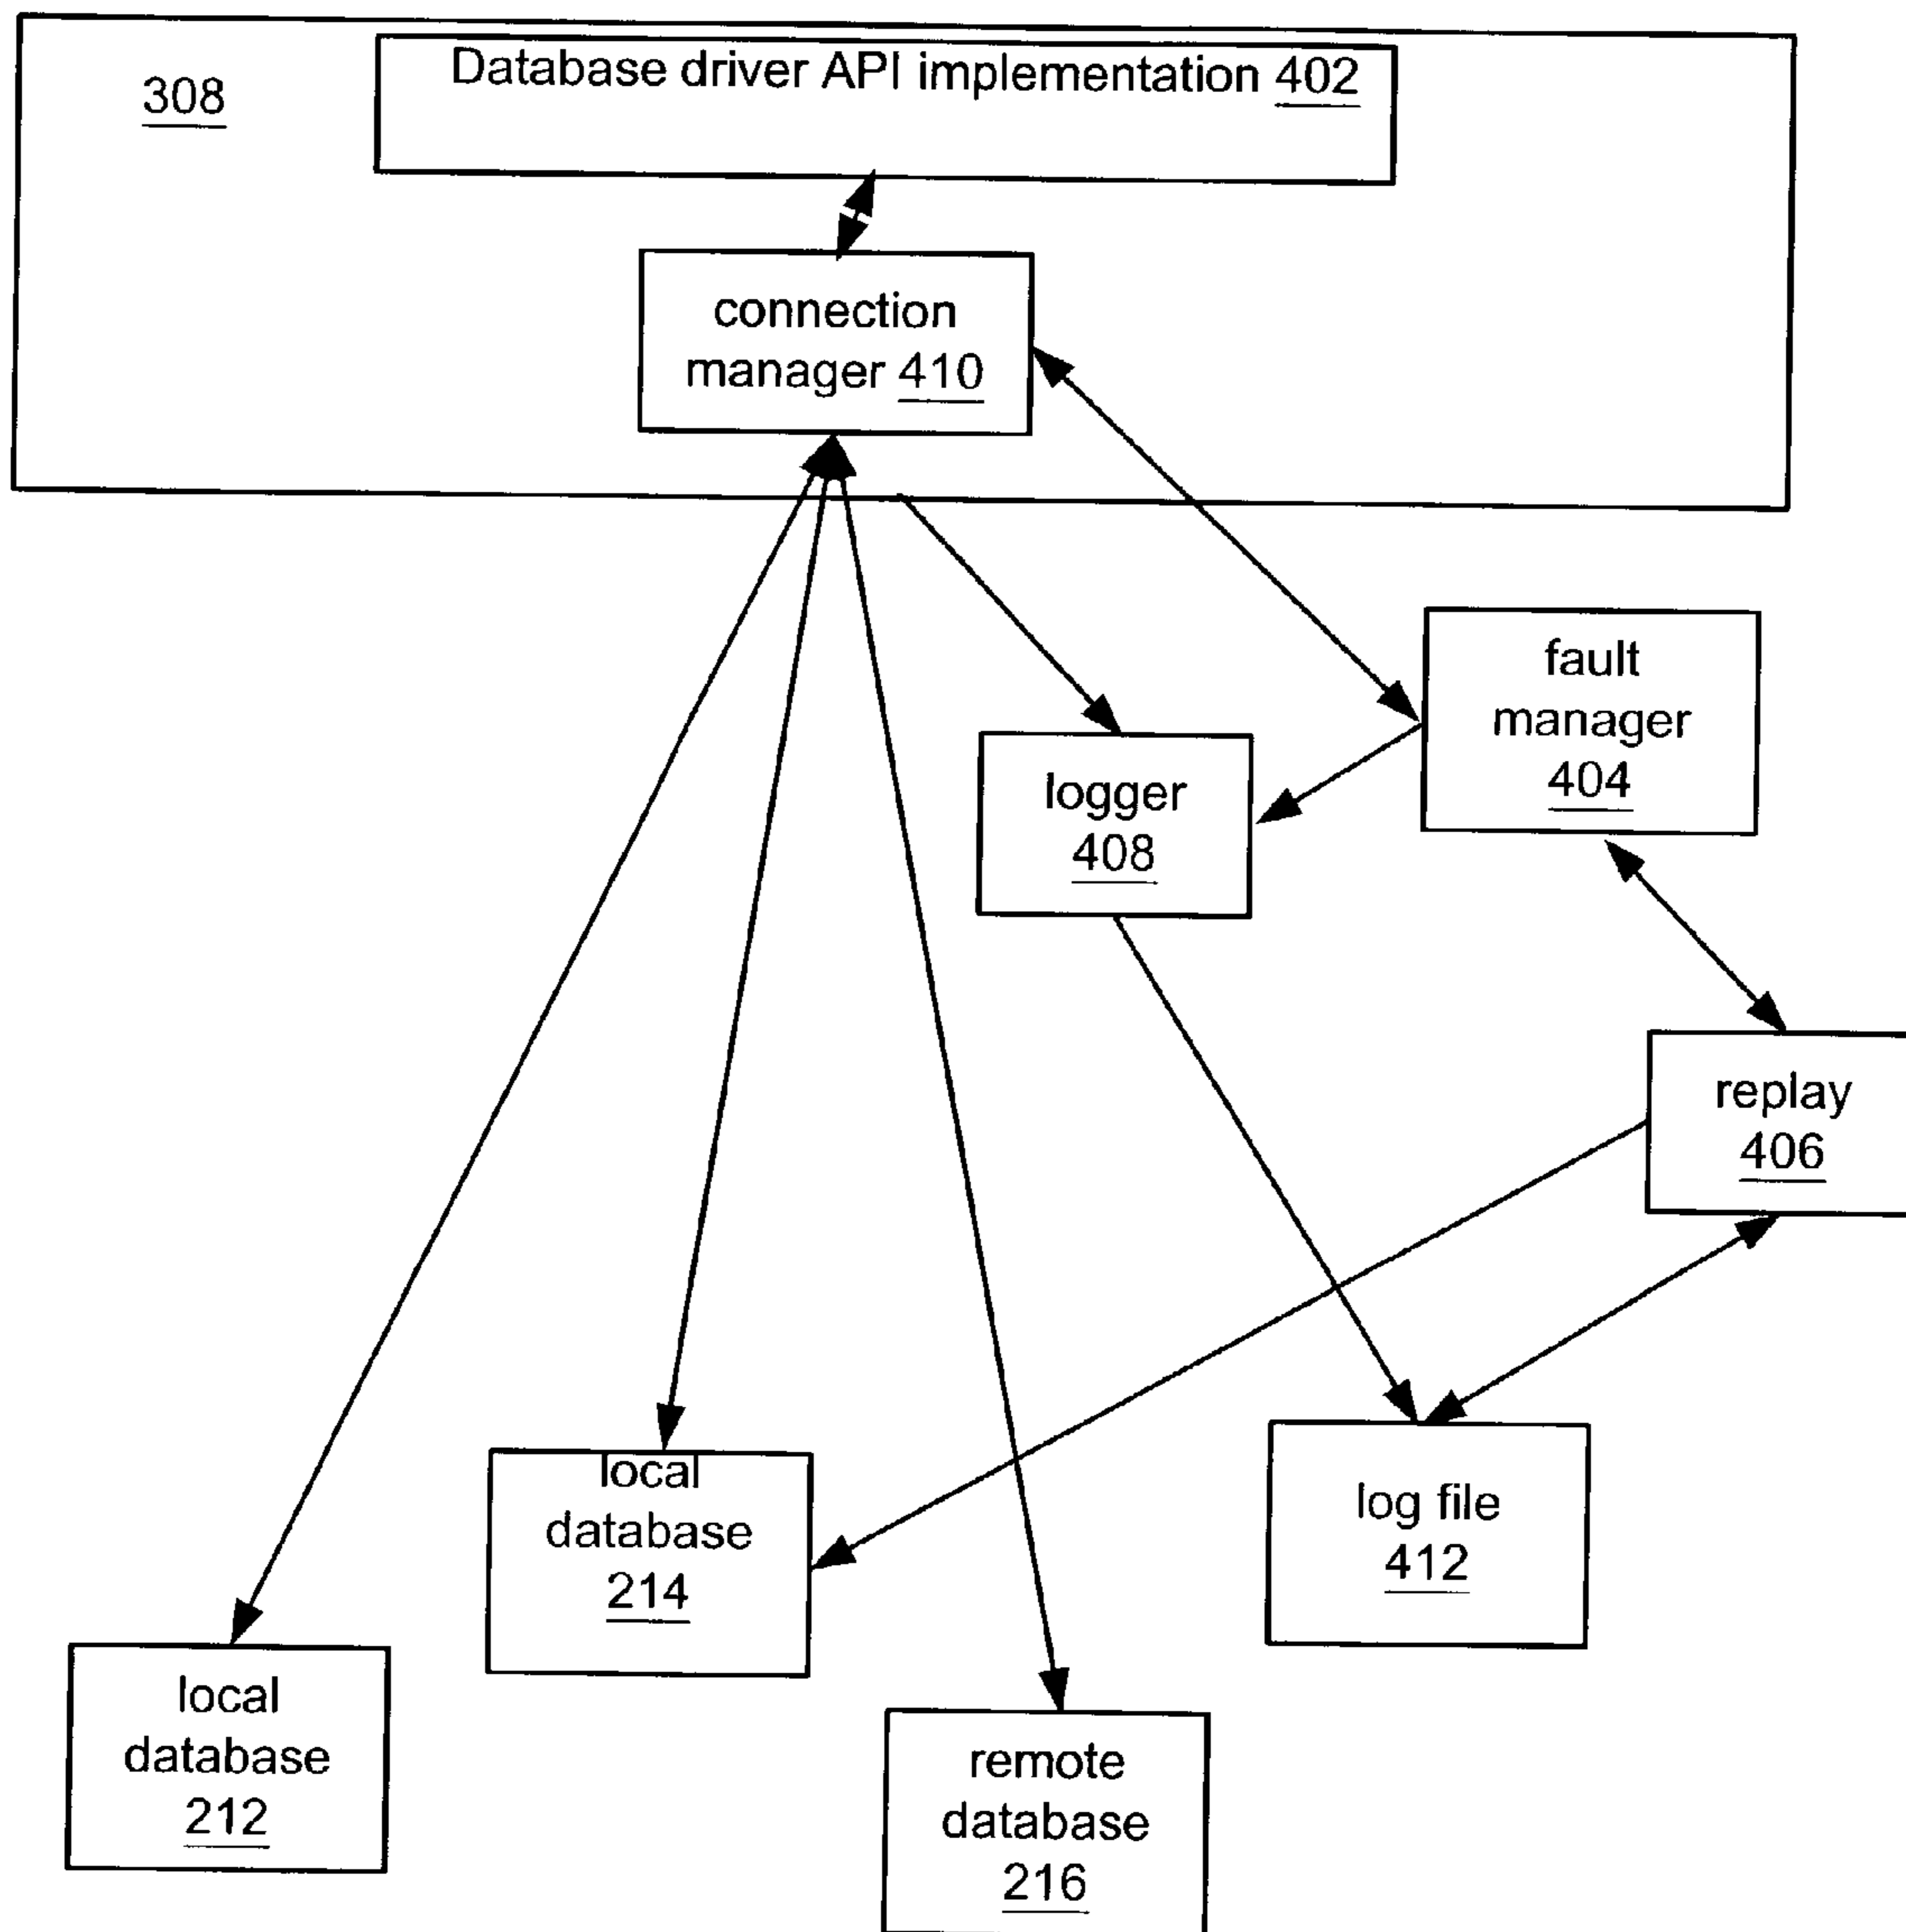 Database driver API implementation 402
308
connection
manager 410
fault
manager
404
logger
408
replay
406
local
database
214
log file
412
local
database
212
remote
database
216